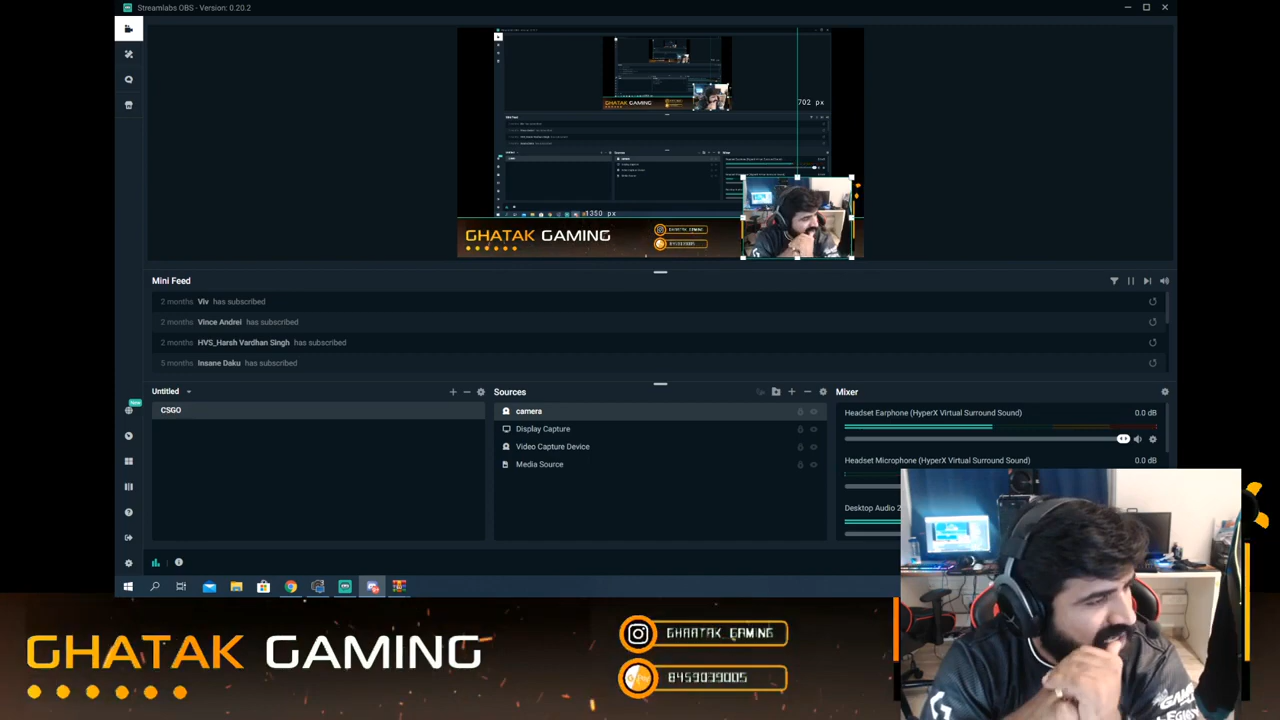 Streamlabs OBS - Version: 0.20.2
702 px
1350 px
GHATAK GAMING
Mini Feed
2 months Viv has subscribed
2 months Vince Andrei has subscribed
2 months HVS_Harsh Vardhan Singh has subscribed
5 months Insane Daku has subscribed
Untitled
CSGO
Sources
camera
Display Capture
Video Capture Device
Media Source
Mixer
Headset Earphone (HyperX Virtual Surround Sound) 0.0 dB
Headset Microphone (HyperX Virtual Surround Sound) 0.0 dB
Desktop Audio 2
New
GHATAK GAMING
GHAATAK_GAMING
8459039005